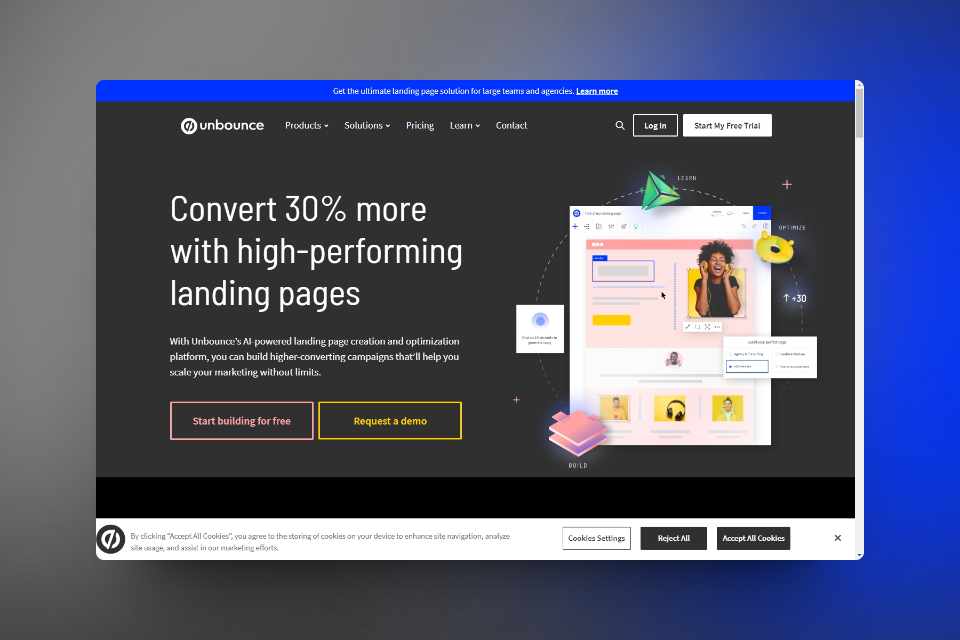 Get the ultimate landing page solution for large teams and agencies. Learn more
unbounce Products Solutions Pricing Learn Contact Log In Start My Free Trial
Convert 30% more
with high-performing
landing pages
With Unbounce's AI-powered landing page creation and optimization
platform, you can build higher-converting campaigns that'll help you
scale your marketing without limits.
Start building for free
Request a demo
LEARN
OPTIMIZE
+30
Build your perfect page
BUILD
By clicking "Accept All Cookies", you agree to the storing of cookies on your device to enhance site navigation, analyze
site usage, and assist in our marketing efforts.
Cookies Settings
Reject All
Accept All Cookies